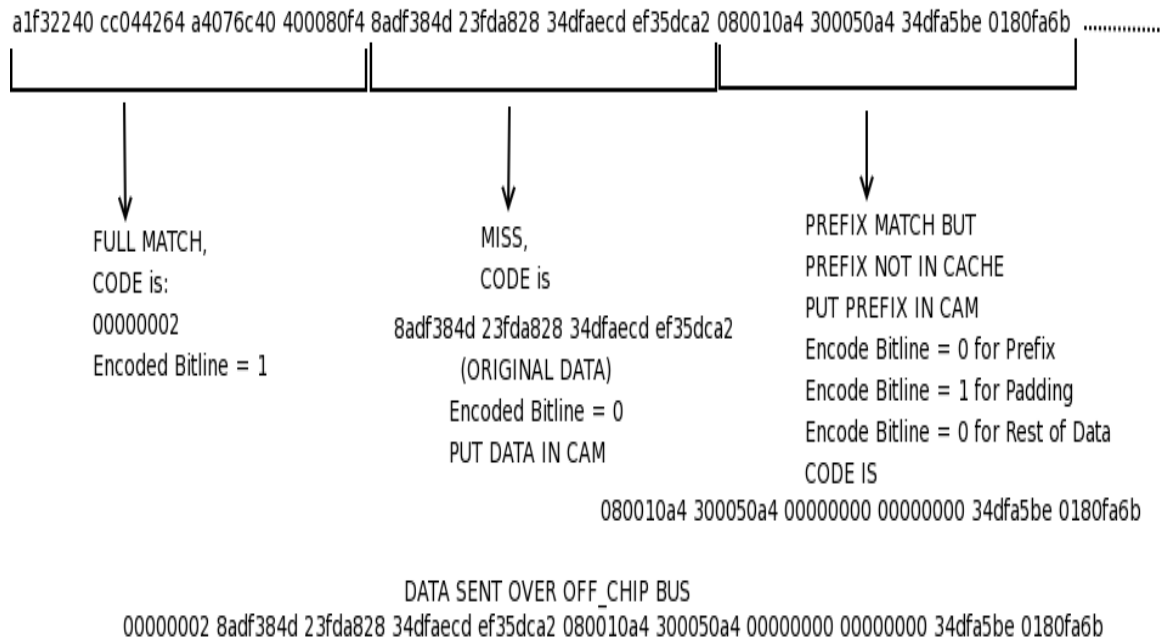 a1f32240 cc044264 a4076c40 400080f4 8adf384d 23fda828 34dfaecd ef35dca2 080010a4 300050a4 34dfa5be 0180fa6b ...............
FULL MATCH,
CODE is:
00000002
Encoded Bitline = 1
MISS,
CODE is
8adf384d 23fda828 34dfaecd ef35dca2
(ORIGINAL DATA)
Encoded Bitline = 0
PUT DATA IN CAM
PREFIX MATCH BUT
PREFIX NOT IN CACHE
PUT PREFIX IN CAM
Encode Bitline = 0 for Prefix
Encode Bitline = 1 for Padding
Encode Bitline = 0 for Rest of Data
CODE IS
080010a4 300050a4 00000000 00000000 34dfa5be 0180fa6b
DATA SENT OVER OFF_CHIP BUS
00000002 8adf384d 23fda828 34dfaecd ef35dca2 080010a4 300050a4 00000000 00000000 34dfa5be 0180fa6b